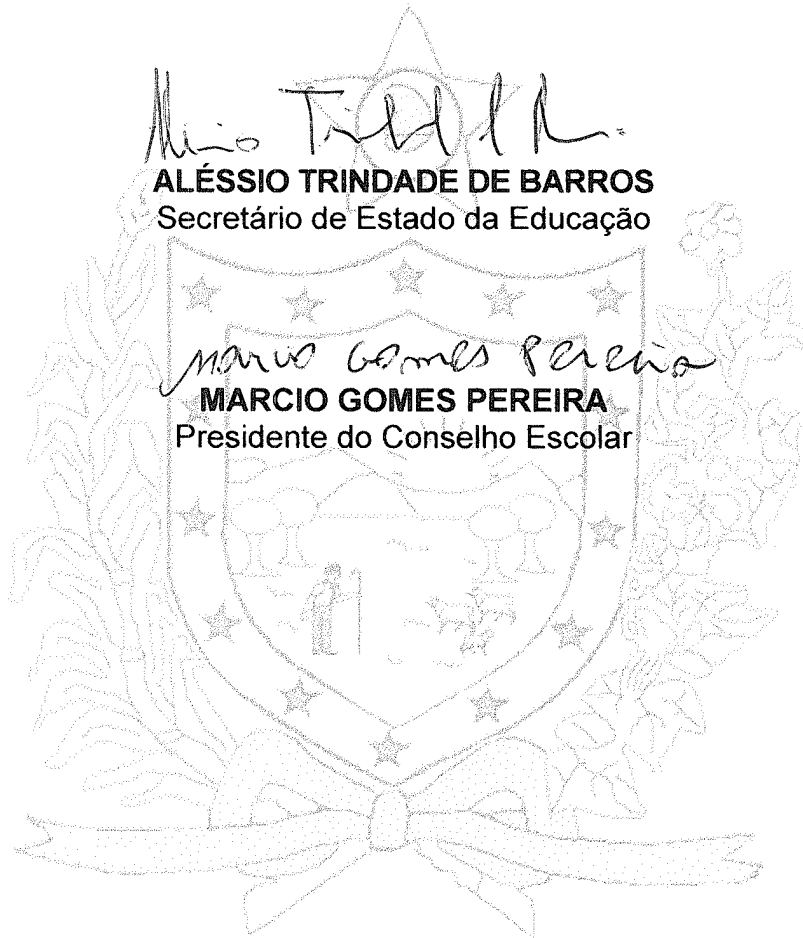 ALÉSSIO TRINDADE DE BARROS
Secretário de Estado da Educação
Marcio Gomes Pereira
MARCIO GOMES PEREIRA
Presidente do Conselho Escolar